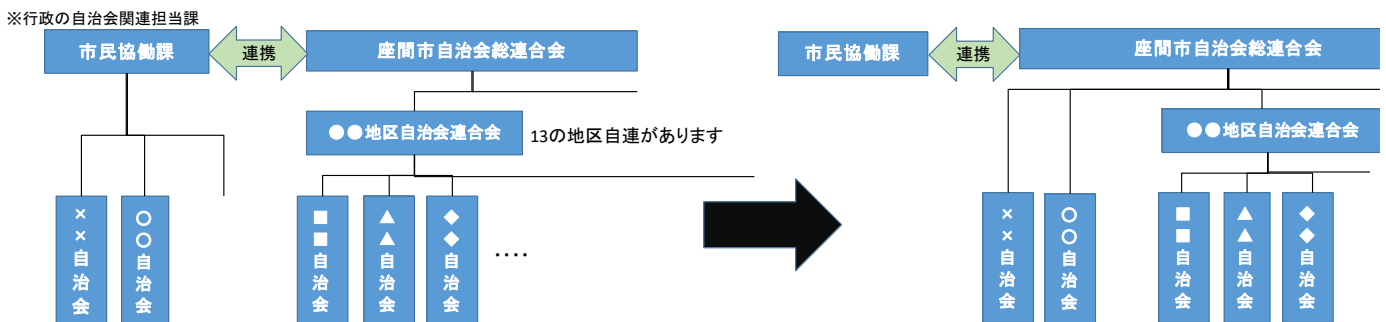 ※行政の自治会関連担当課
市民協働課
連携
座間市自治会総連合会
●●地区自治会連合会
13の地区自連があります
××自治会
○○自治会
■■自治会
▲▲自治会
◆◆自治会
....
市民協働課
連携
座間市自治会総連合会
●●地区自治会連合会
××自治会
○○自治会
■■自治会
▲▲自治会
◆◆自治会